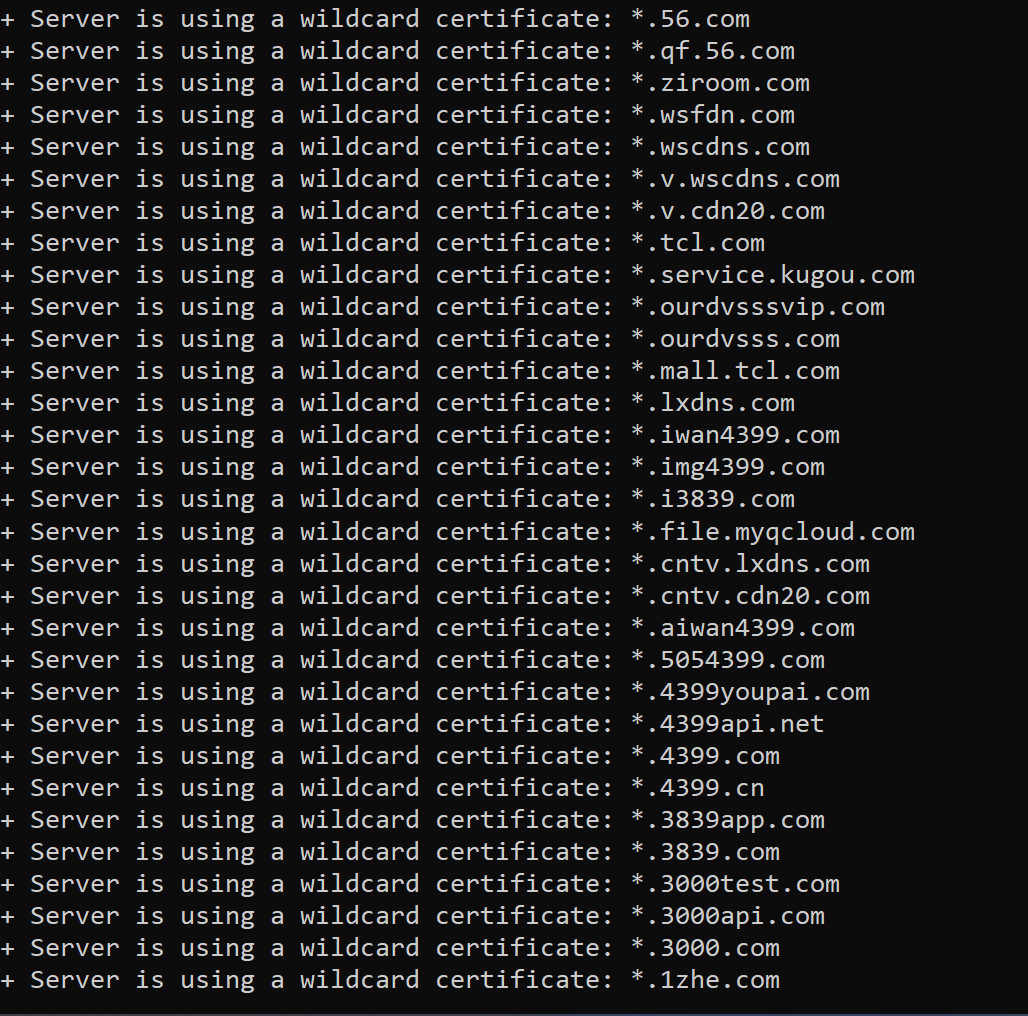 + Server is using a wildcard certificate: *.56.com
+ Server is using a wildcard certificate: *.qf.56.com
+ Server is using a wildcard certificate: *.ziroom.com
+ Server is using a wildcard certificate: *.wsfdn.com
+ Server is using a wildcard certificate: *.wscdns.com
+ Server is using a wildcard certificate: *.v.wscdns.com
+ Server is using a wildcard certificate: *.v.cdn20.com
+ Server is using a wildcard certificate: *.tcl.com
+ Server is using a wildcard certificate: *.service.kugou.com
+ Server is using a wildcard certificate: *.ourdvsssvip.com
+ Server is using a wildcard certificate: *.ourdvsss.com
+ Server is using a wildcard certificate: *.mall.tcl.com
+ Server is using a wildcard certificate: *.lxdns.com
+ Server is using a wildcard certificate: *.iwan4399.com
+ Server is using a wildcard certificate: *.img4399.com
+ Server is using a wildcard certificate: *.i3839.com
+ Server is using a wildcard certificate: *.file.myqcloud.com
+ Server is using a wildcard certificate: *.cntv.lxdns.com
+ Server is using a wildcard certificate: *.cntv.cdn20.com
+ Server is using a wildcard certificate: *.aiwan4399.com
+ Server is using a wildcard certificate: *.5054399.com
+ Server is using a wildcard certificate: *.4399youpai.com
+ Server is using a wildcard certificate: *.4399api.net
+ Server is using a wildcard certificate: *.4399.com
+ Server is using a wildcard certificate: *.4399.cn
+ Server is using a wildcard certificate: *.3839app.com
+ Server is using a wildcard certificate: *.3839.com
+ Server is using a wildcard certificate: *.3000test.com
+ Server is using a wildcard certificate: *.3000api.com
+ Server is using a wildcard certificate: *.3000.com
+ Server is using a wildcard certificate: *.1zhe.com